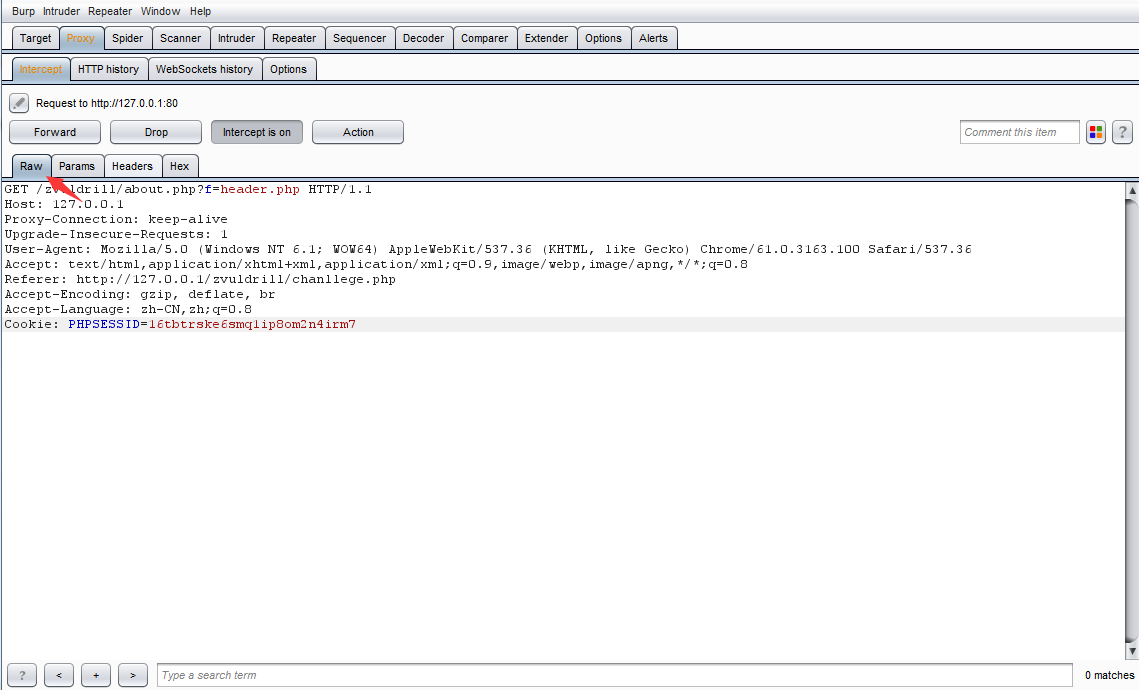 Burp Intruder Repeater Window Help
Target Proxy Spider Scanner Intruder Repeater Sequencer Decoder Comparer Extender Options Alerts
Intercept HTTP history WebSockets history Options
Request to http://127.0.0.1:80
Forward Drop Intercept is on Action Comment this item ?
Raw Params Headers Hex
GET /zvuldrill/about.php?f=header.php HTTP/1.1
Host: 127.0.0.1
Proxy-Connection: keep-alive
Upgrade-Insecure-Requests: 1
User-Agent: Mozilla/5.0 (Windows NT 6.1; WOW64) AppleWebKit/537.36 (KHTML, like Gecko) Chrome/61.0.3163.100 Safari/537.36
Accept: text/html,application/xhtml+xml,application/xml;q=0.9,image/webp,image/apng,*/*;q=0.8
Referer: http://127.0.0.1/zvuldrill/chanllege.php
Accept-Encoding: gzip, deflate, br
Accept-Language: zh-CN,zh;q=0.8
Cookie: PHPSESSID=16tbtrske6smq1ip8om2n4irm7
? < + > Type a search term 0 matches